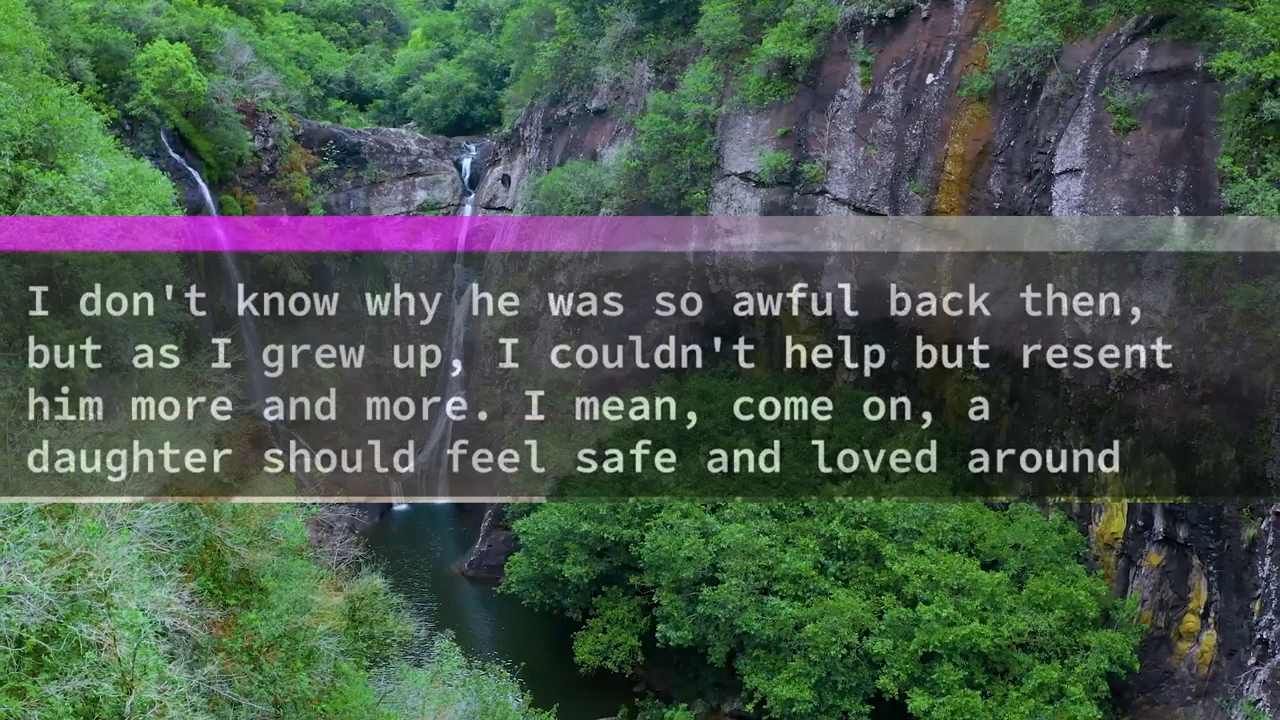 I don't know why he was so awful back then,
but as I grew up, I couldn't help but resent
him more and more. I mean, come on, a
daughter should feel safe and loved around